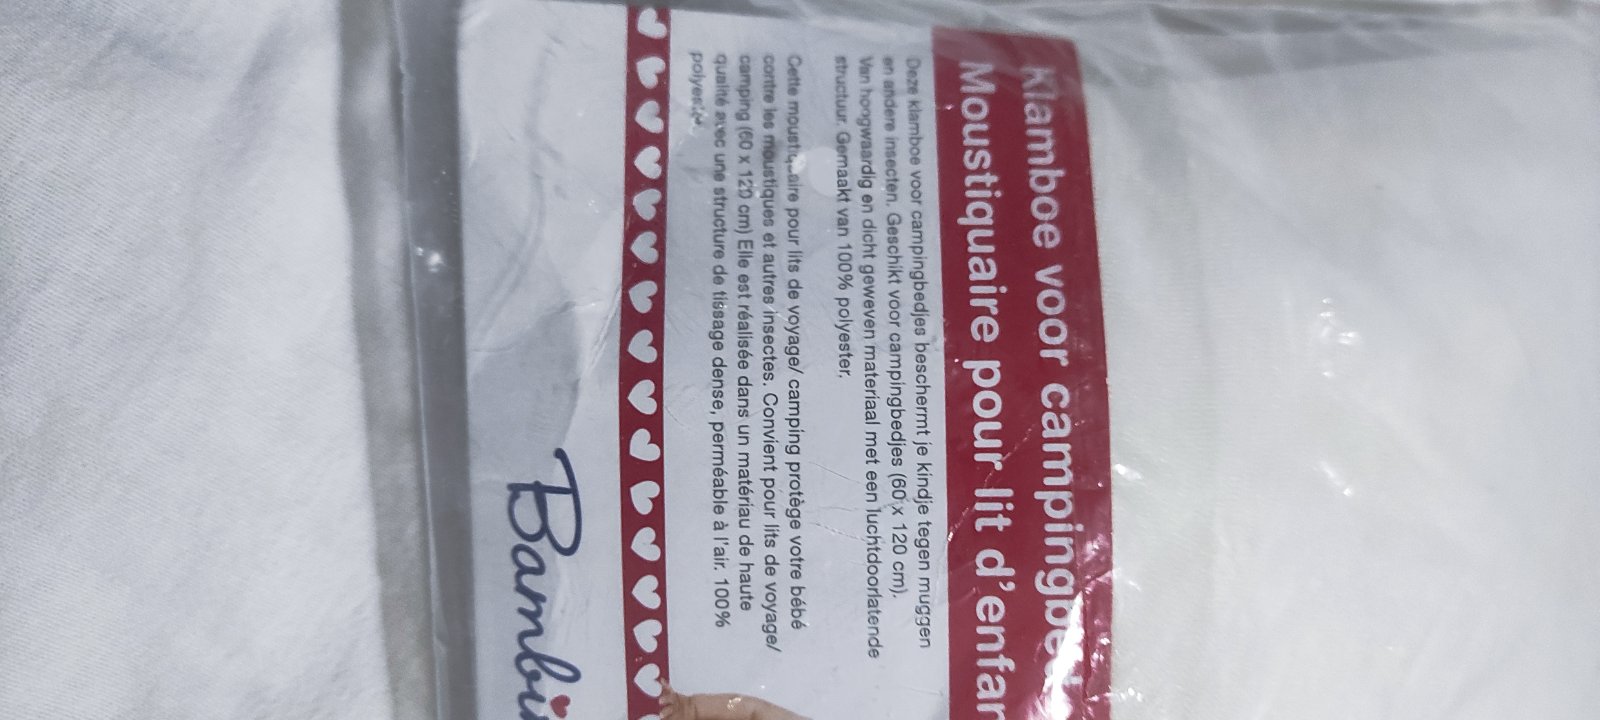 Klamboe voor campingbed
Moustiquaire pour lit d'enfan
Deze klamboe voor campingbedjes beschermt je kindje tegen muggen
en andere insecten. Geschikt voor campingbedjes (60 x 120 cm).
Van hoogwaardig en dicht geweven materiaal met een luchtdoorlatende
structuur. Gemaakt van 100% polyester.
Cette moustiquaire pour lits de voyage/ camping protège votre bébé
contre les moustiques et autres insectes. Convient pour lits de voyage/
camping (60 x 120 cm) Elle est réalisée dans un matériau de haute
qualité avec une structure de tissage dense, perméable à l'air. 100%
polyester.
Bambin